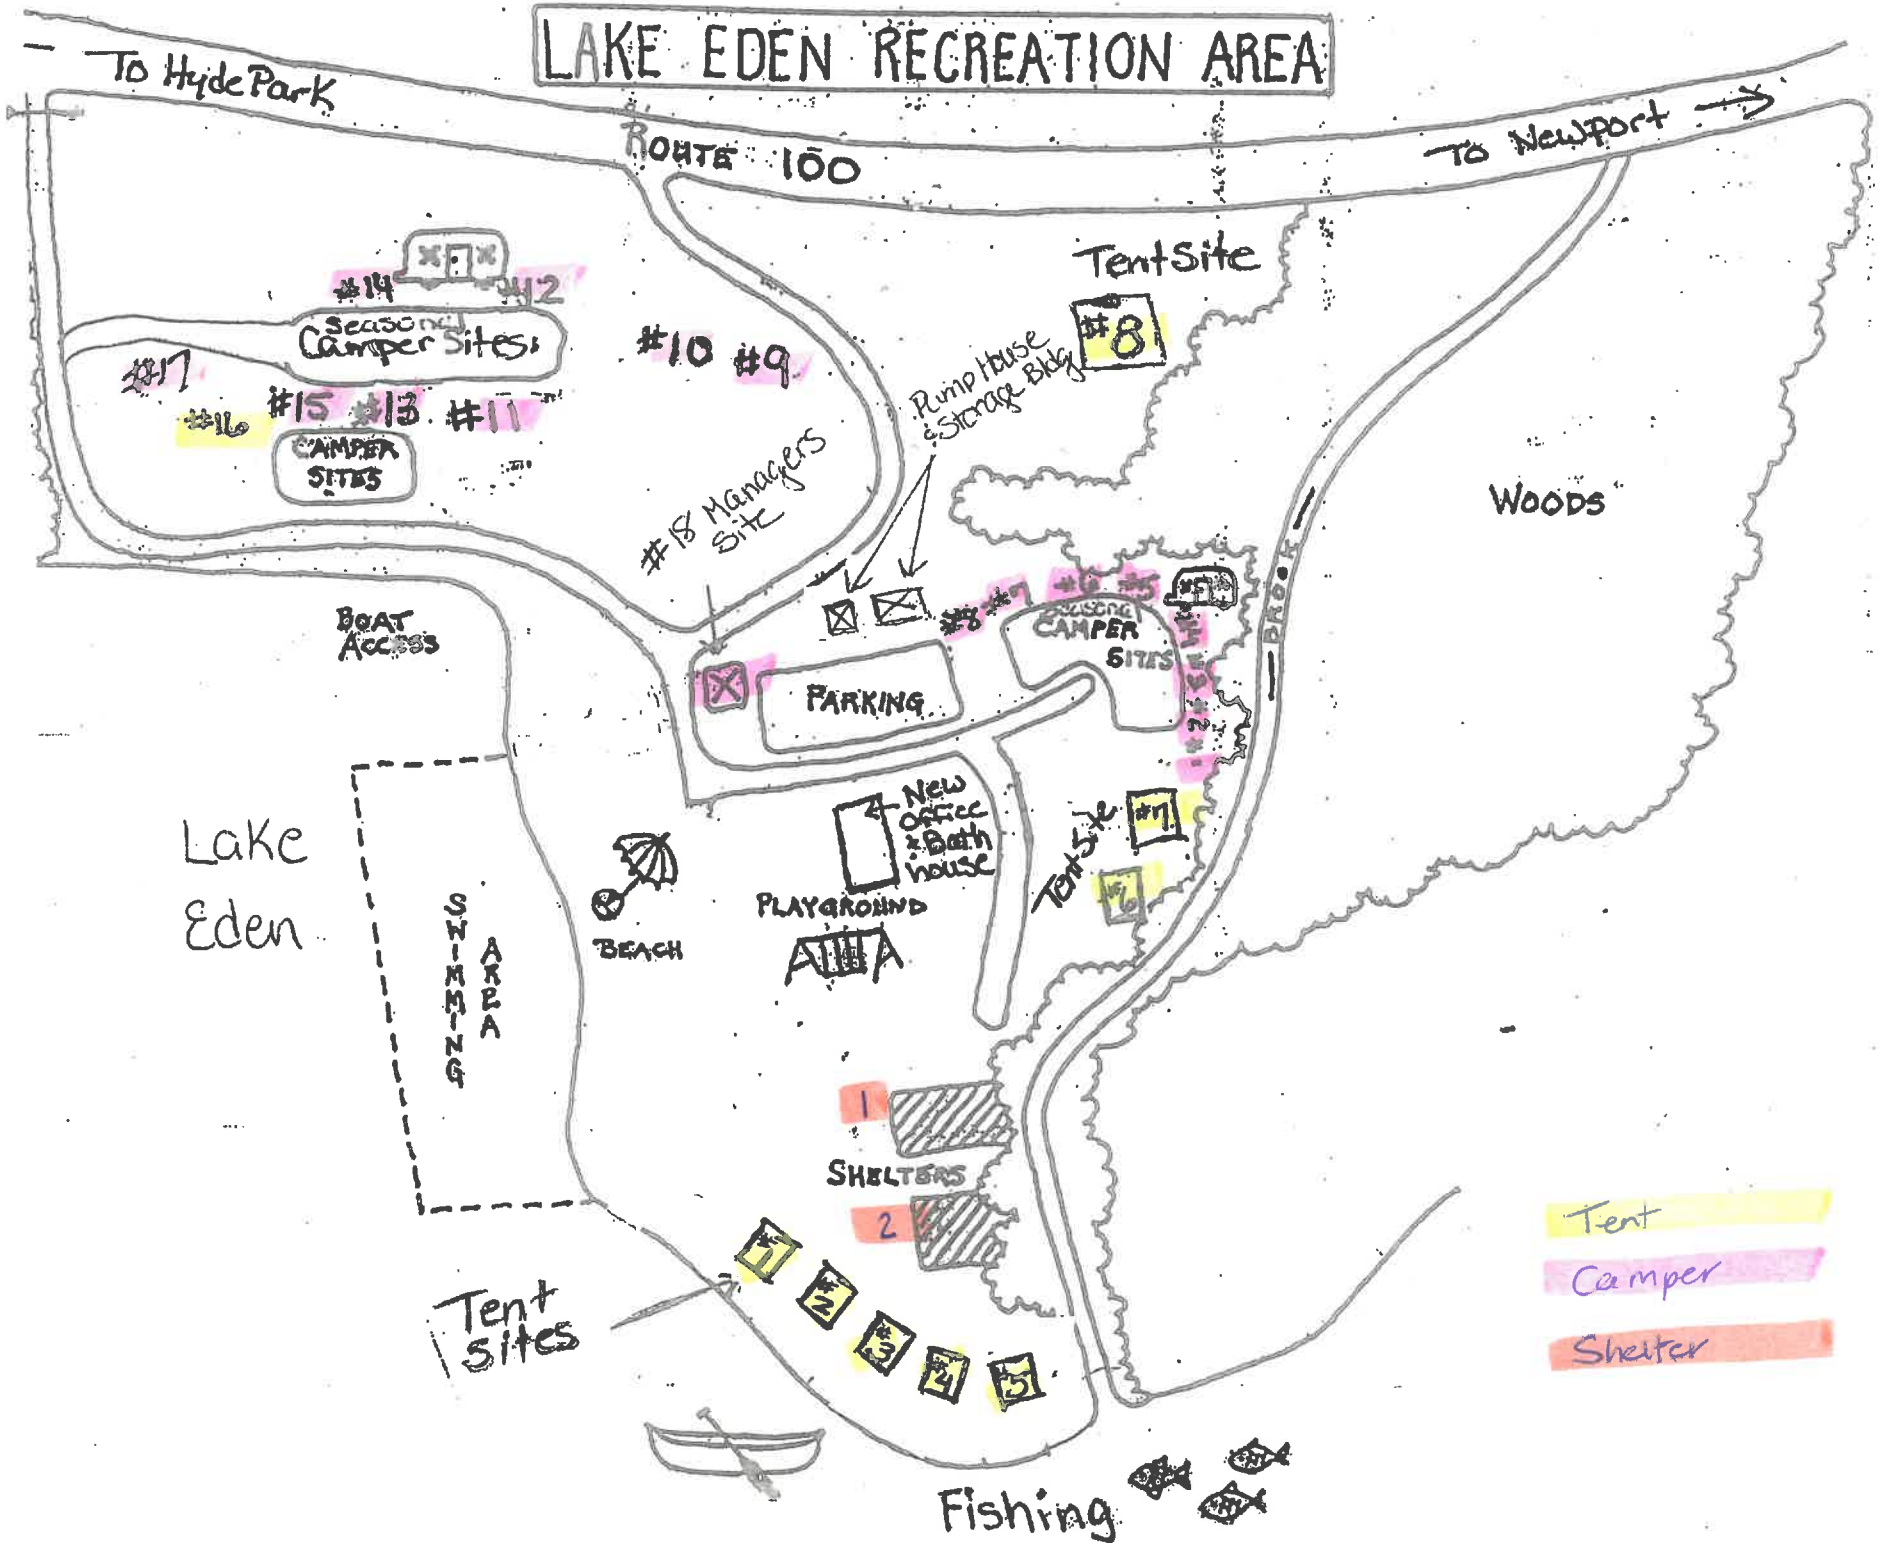 LAKE EDEN RECREATION AREA
To Hyde Park
ROUTE 100
To Newport
Tent Site
#8
#14
#12
Seasonal
Camper Sites
#17
#16
#15
#13
#11
CAMPER
SITES
#10
#9
Pump House
& Storage Bldg
#18 Managers
Site
WOODS
BROOK
BOAT
ACCESS
#8
#7
#6
#5
Seasonal
CAMPER
SITES
PARKING
New
Office
& Bath
house
Tent Site
#7
#6
Lake
Eden
SWIMMING
AREA
BEACH
PLAYGROUND
1
SHELTERS
2
#1
#2
#3
#4
#5
Tent
Sites
Fishing
Tent
Camper
Shelter